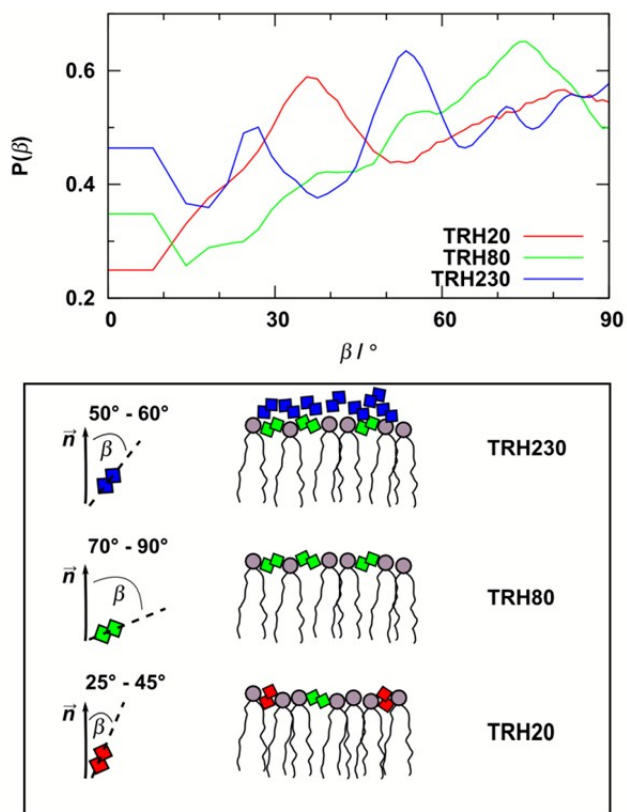 0.6
P(β)
0.4
0.2
TRH20
TRH80
TRH230
0 30 60 90
β / °
50° - 60°
n⃗
β
TRH230
70° - 90°
n⃗
β
TRH80
25° - 45°
n⃗
β
TRH20